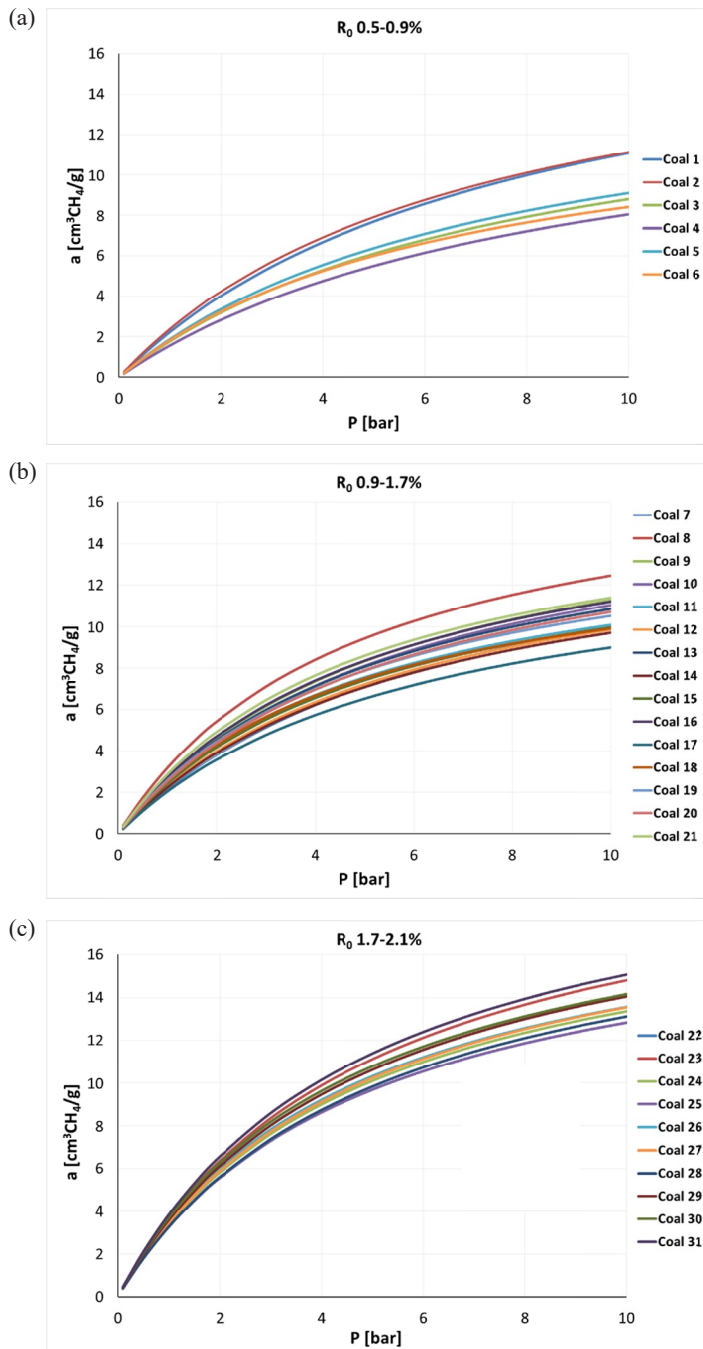 (a)
R₀ 0.5-0.9%
16
14
12
10
8
6
4
2
0
a [cm³CH₄/g]
0 2 4 6 8 10
P [bar]
Coal 1
Coal 2
Coal 3
Coal 4
Coal 5
Coal 6
(b)
R₀ 0.9-1.7%
16
14
12
10
8
6
4
2
0
a [cm³CH₄/g]
0 2 4 6 8 10
P [bar]
Coal 7
Coal 8
Coal 9
Coal 10
Coal 11
Coal 12
Coal 13
Coal 14
Coal 15
Coal 16
Coal 17
Coal 18
Coal 19
Coal 20
Coal 21
(c)
R₀ 1.7-2.1%
16
14
12
10
8
6
4
2
0
a [cm³CH₄/g]
0 2 4 6 8 10
P [bar]
Coal 22
Coal 23
Coal 24
Coal 25
Coal 26
Coal 27
Coal 28
Coal 29
Coal 30
Coal 31